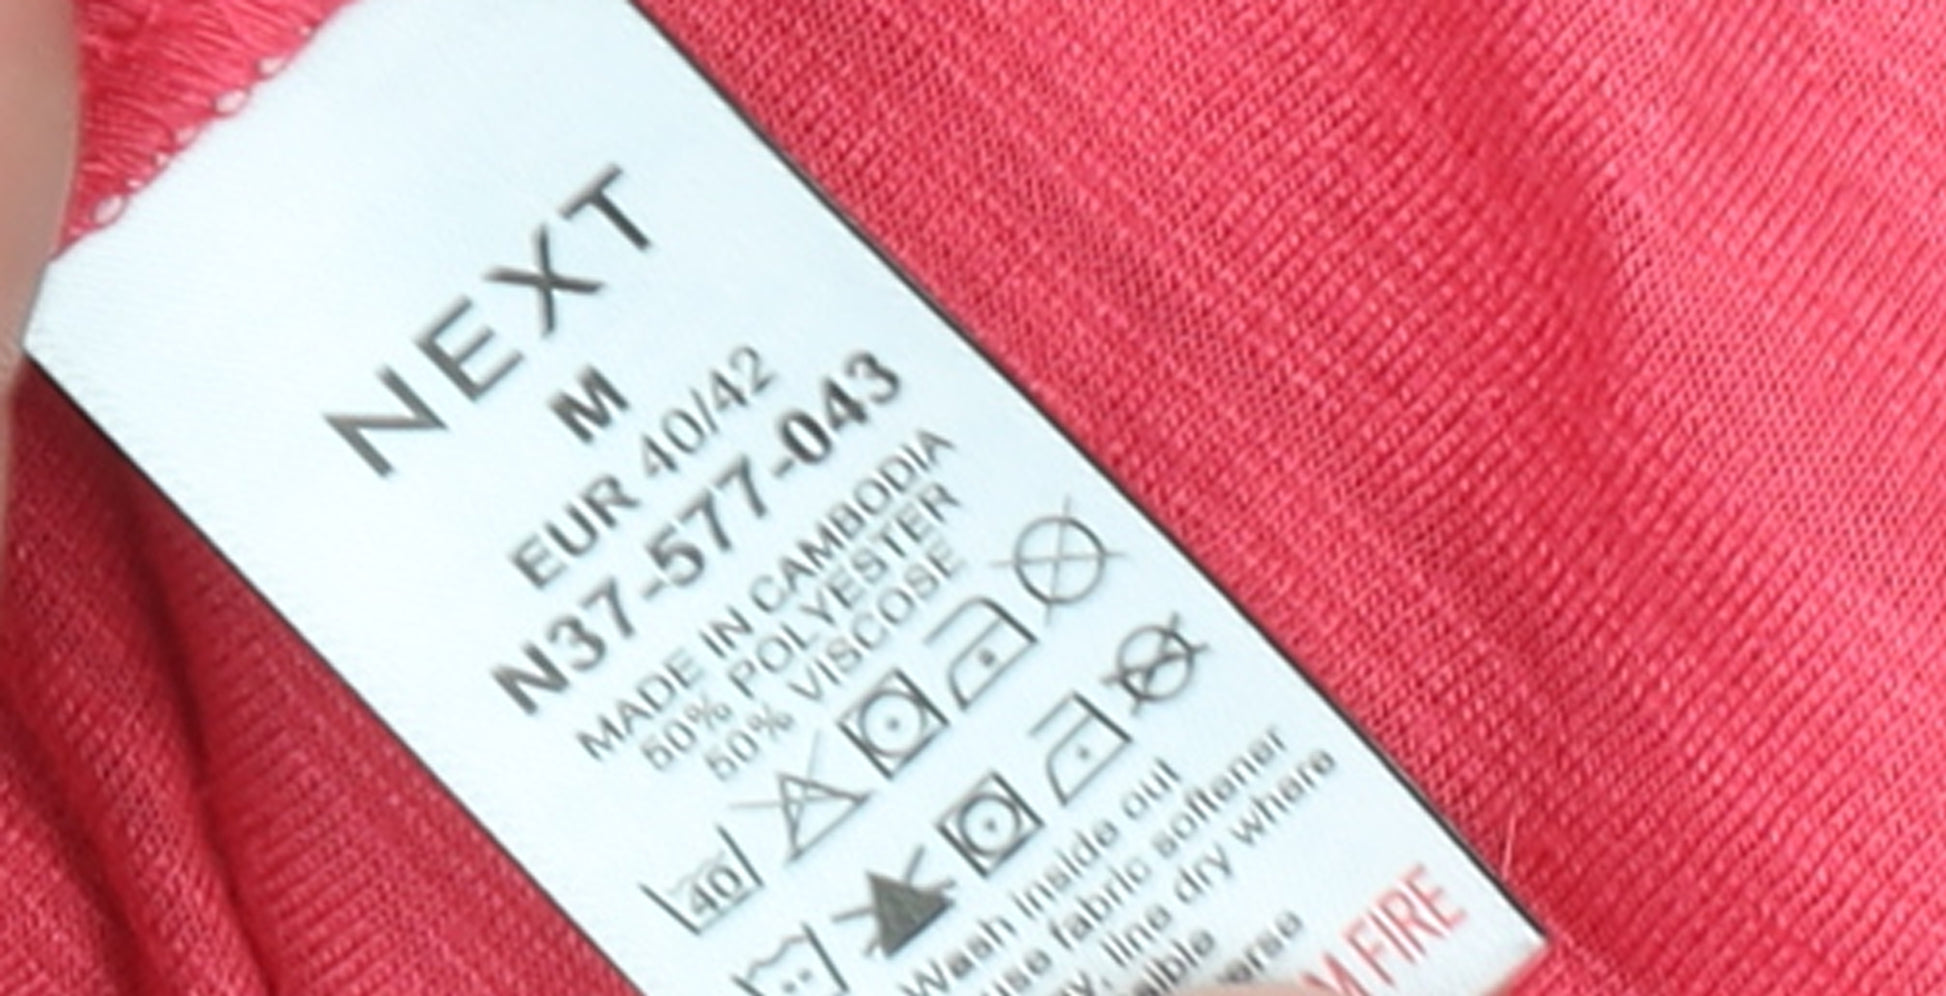 NEXT
M
EUR 40/42
N37-577-043
MADE IN CAMBODIA
50% POLYESTER
50% VISCOSE
40
Wash inside out
use fabric softener
line dry where
M FIRE